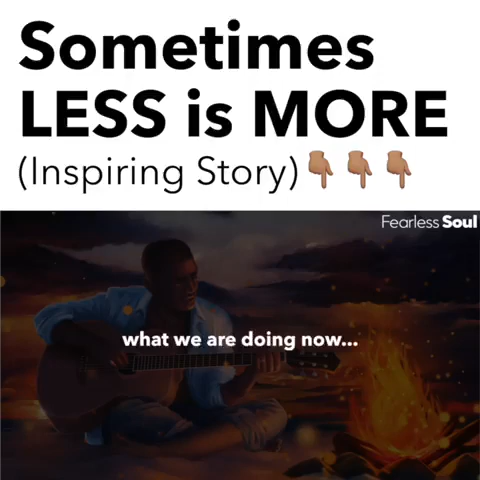 Sometimes
LESS is MORE
(Inspiring Story)👇🏽👇🏽👇🏽
Fearless Soul
what we are doing now...